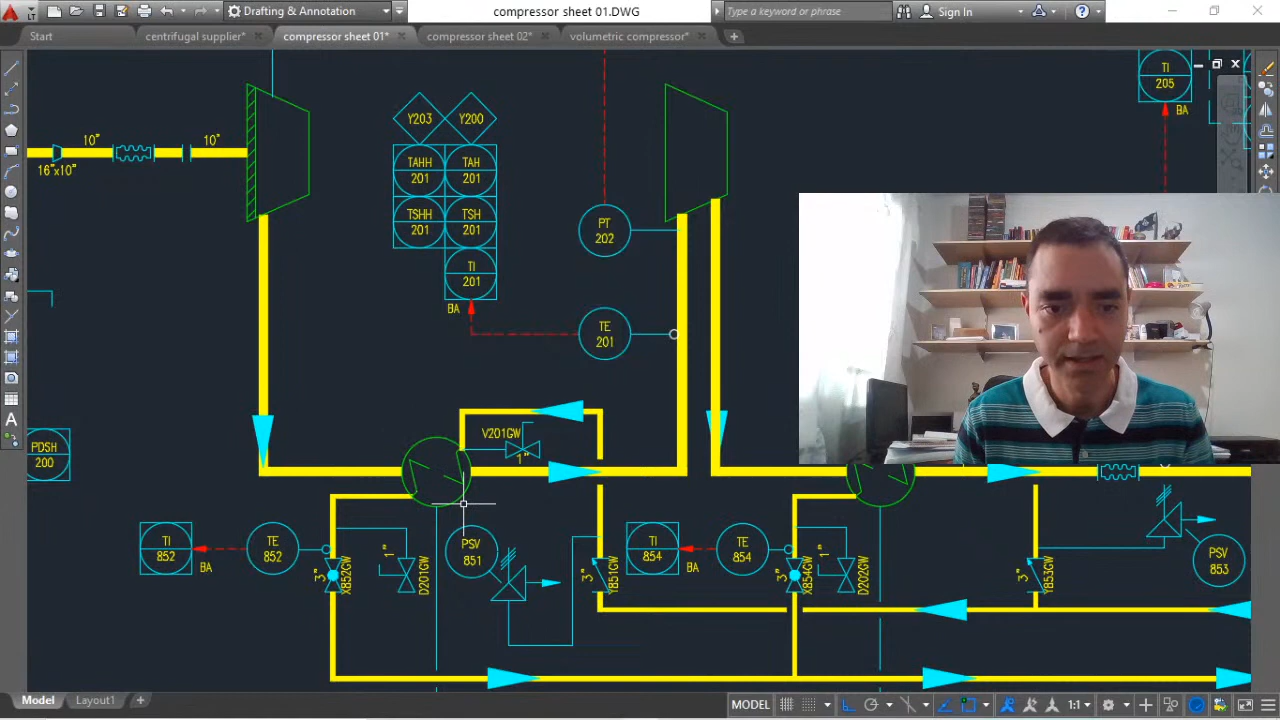 Drafting & Annotation
compressor sheet 01.DWG
Type a keyword or phrase
Sign In
Start
centrifugal supplier*
compressor sheet 01*
compressor sheet 02*
volumetric compressor*
TI
205
BA
10"
10"
16"x10"
Y203
Y200
TAHH
201
TAH
201
TSHH
201
TSH
201
TI
201
BA
PT
202
TE
201
PDSH
200
V201GW
1"
TI
852
BA
TE
852
3"
X852GW
1"
D201GW
PSV
851
3"
Y851GW
TI
854
BA
TE
854
3"
X854GW
1"
D202GW
3"
Y853GW
PSV
853
Model
Layout1
MODEL
1:1
A